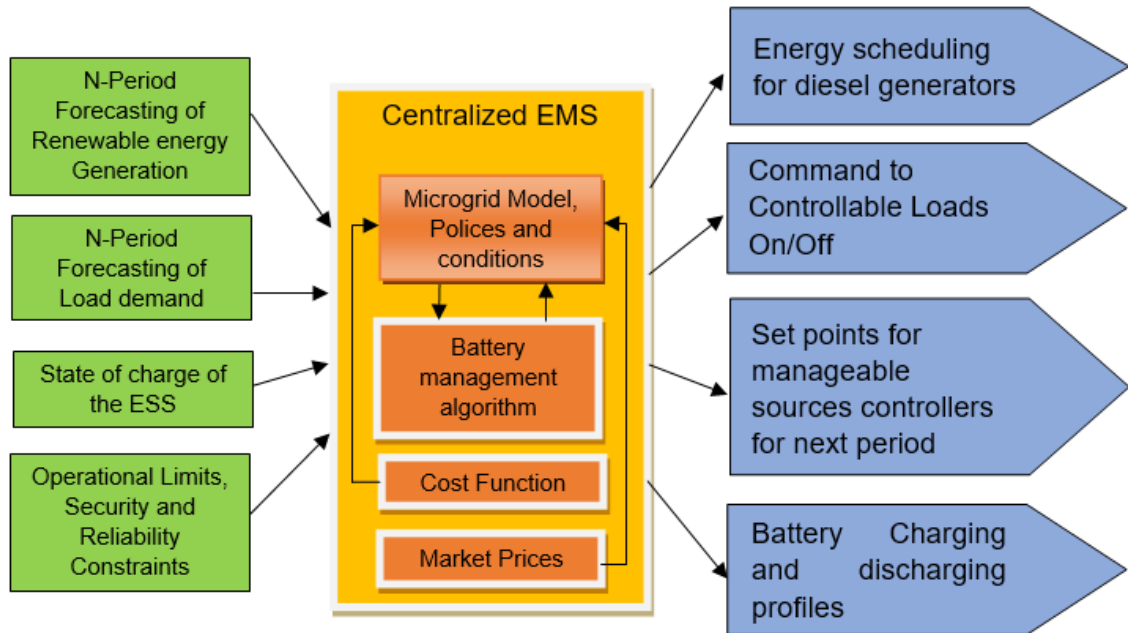 N-Period
Forecasting of
Renewable energy
Generation
N-Period
Forecasting of
Load demand
State of charge of
the ESS
Operational Limits,
Security and
Reliability
Constraints
Centralized EMS
Microgrid Model,
Polices and
conditions
Battery
management
algorithm
Cost Function
Market Prices
Energy scheduling
for diesel generators
Command to
Controllable Loads
On/Off
Set points for
manageable
sources controllers
for next period
Battery Charging
and discharging
profiles